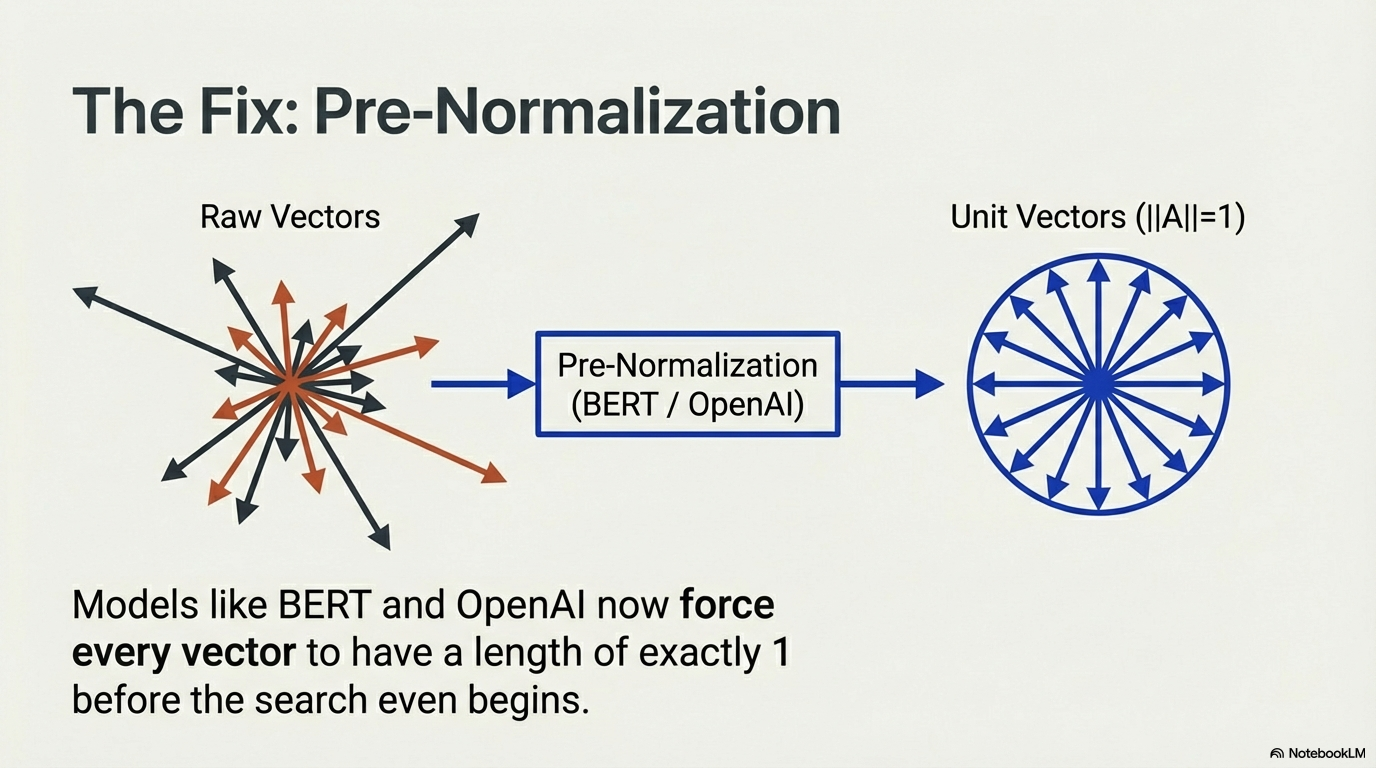 The Fix: Pre-Normalization
Raw Vectors
Unit Vectors (||A||=1)
Pre-Normalization
(BERT / OpenAI)
Models like BERT and OpenAI now force
every vector to have a length of exactly 1
before the search even begins.
NotebookLM